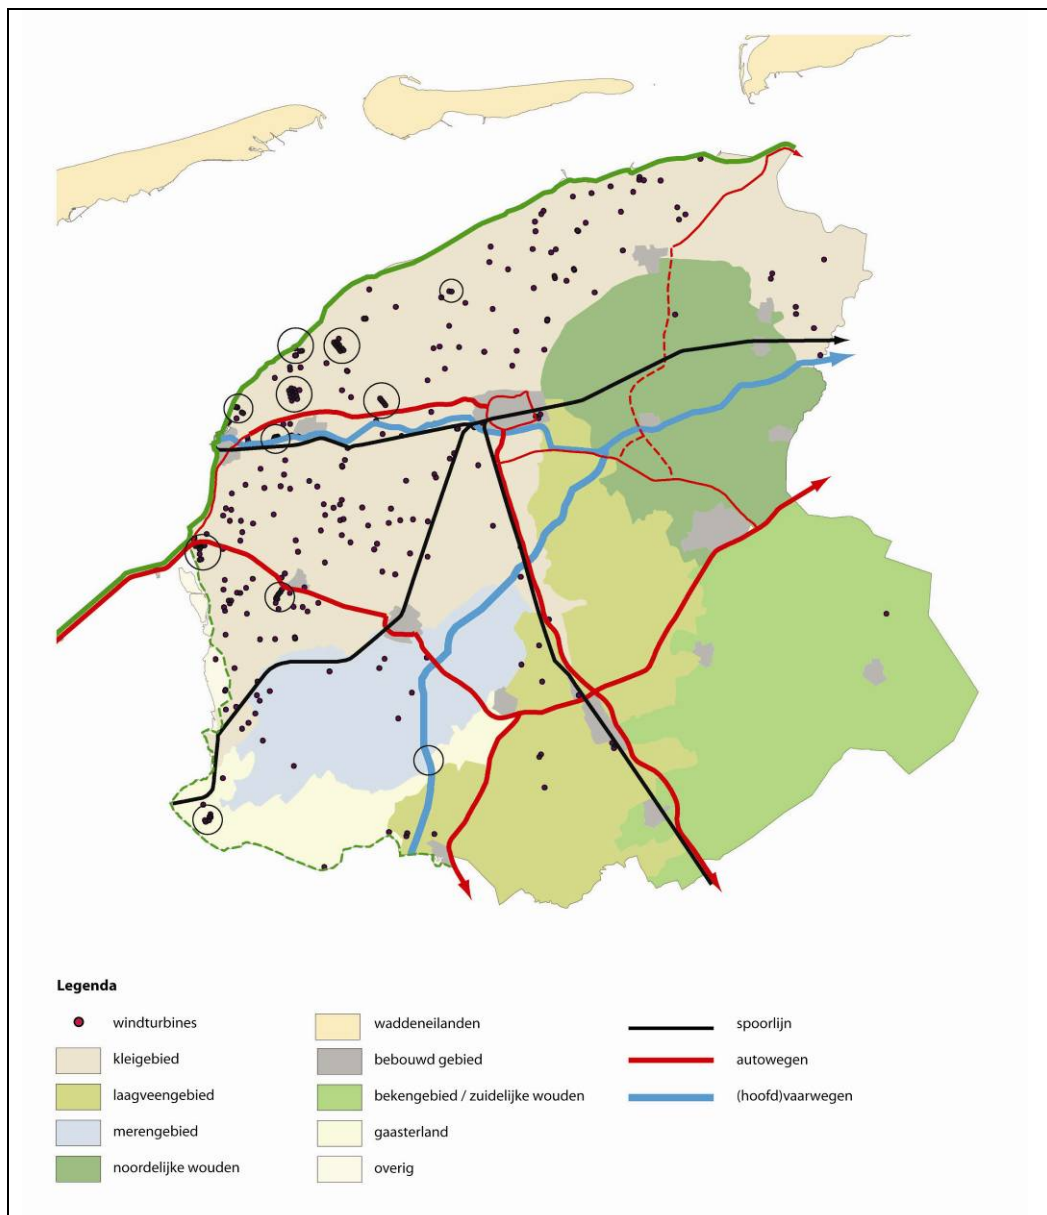 Legenda
windturbines
kleigebied
laagveengebied
merengebied
noordelijke wouden
waddeneilanden
bebouwd gebied
bekengebied / zuidelijke wouden
gaasterland
overig
spoorlijn
autowegen
(hoofd)vaarwegen